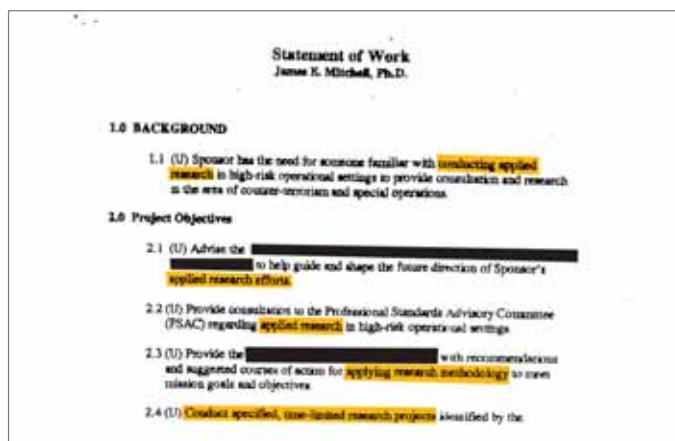 Statement of Work
James E. Mitchell, Ph.D.
1.0 BACKGROUND
1.1 (U) Sponsor has the need for someone familiar with conducting applied
research in high-risk operational settings to provide consultation and research
in the area of counter-terrorism and special operations.
2.0 Project Objectives
2.1 (U) Advise the
to help guide and shape the future direction of Sponsor's
applied research efforts.
2.2 (U) Provide consultation to the Professional Standards Advisory Committee
(PSAC) regarding applied research in high-risk operational settings
2.3 (U) Provide the with recommendations
and suggested courses of action for applying research methodology to meet
mission goals and objectives
2.4 (U) Conduct specified, time-limited research projects identified by the